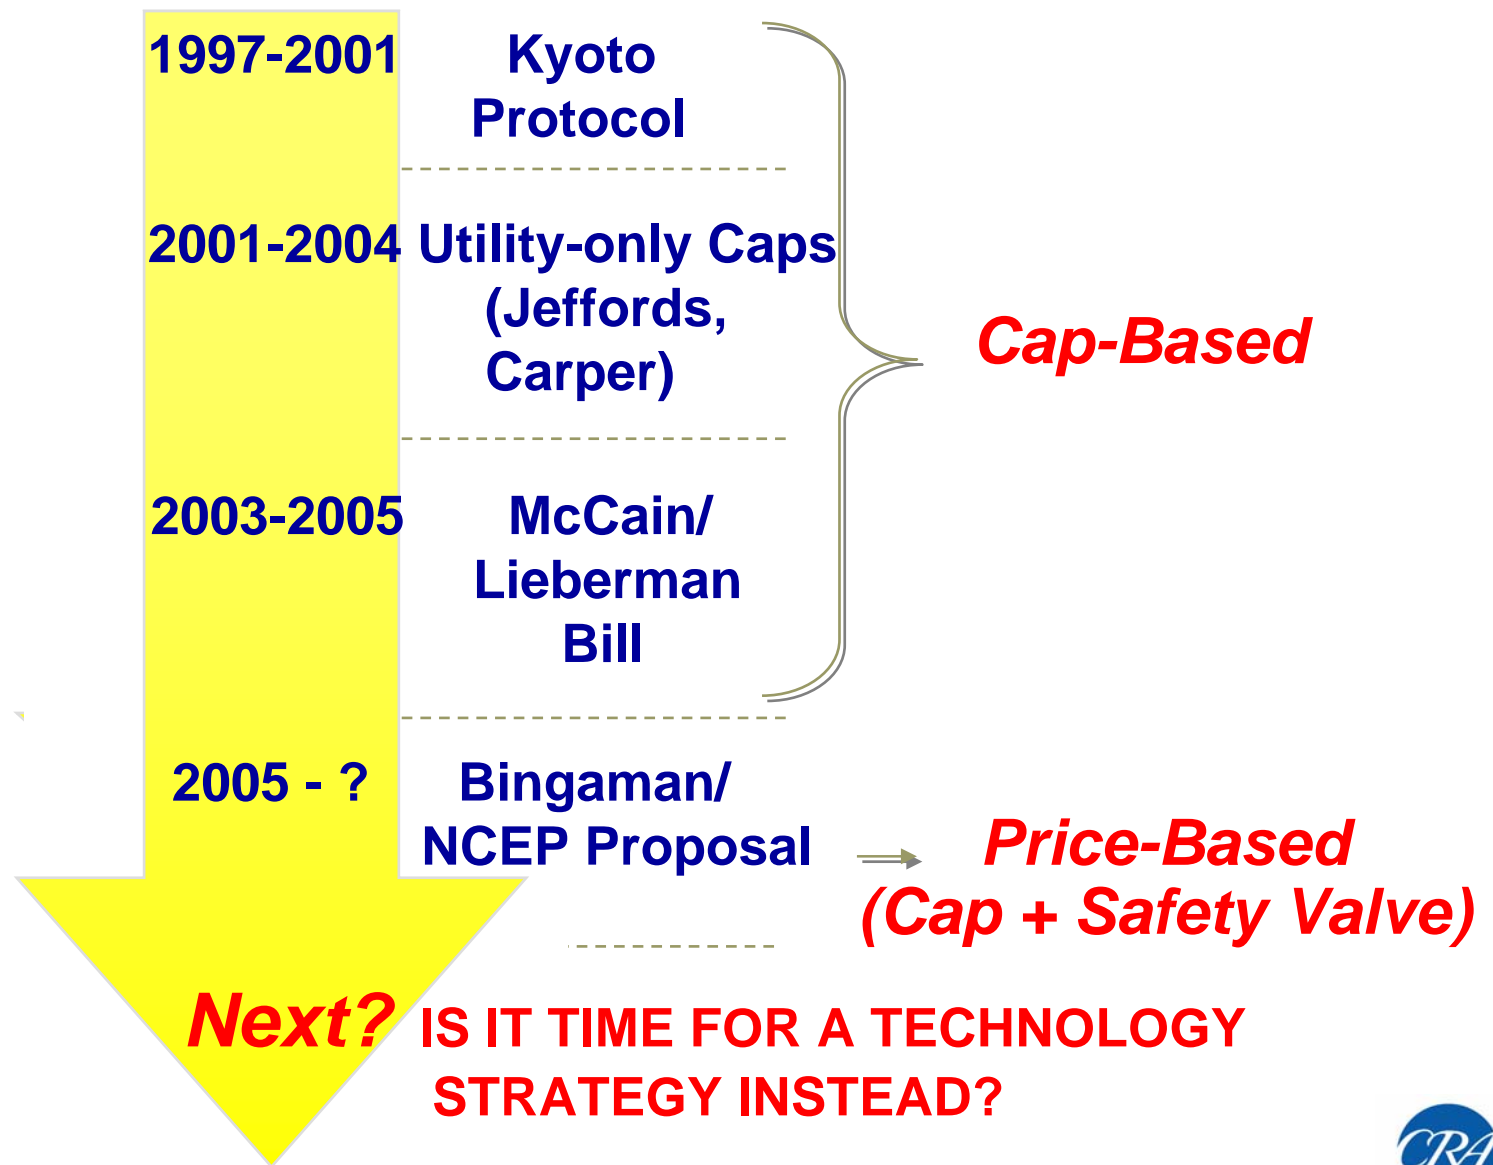 1997-2001 Kyoto
Protocol
2001-2004 Utility-only Caps
(Jeffords,
Carper)
Cap-Based
2003-2005 McCain/
Lieberman
Bill
2005 - ? Bingaman/
NCEP Proposal
Price-Based
(Cap + Safety Valve)
Next? IS IT TIME FOR A TECHNOLOGY
STRATEGY INSTEAD?
CRA